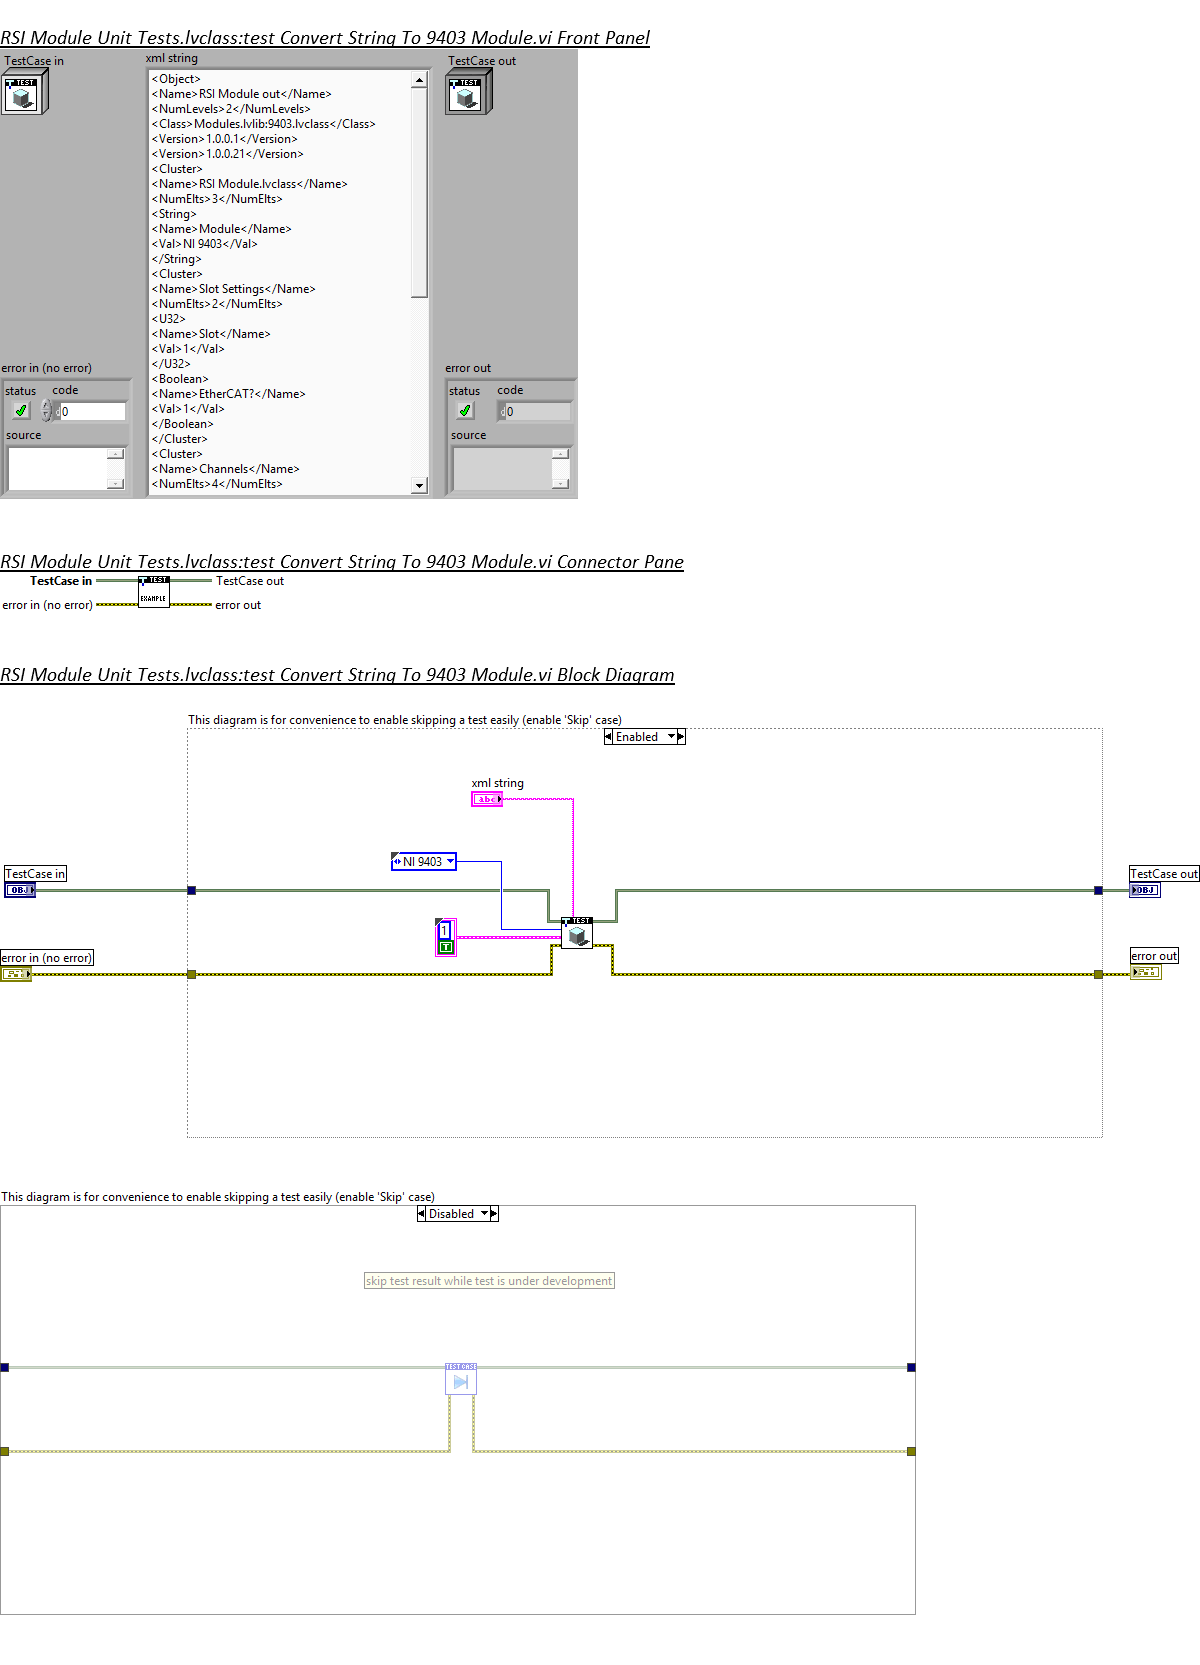 RSI Module Unit Tests.lvclass:test Convert String To 9403 Module.vi Front Panel
TestCase in
xml string
TestCase out
TEST
TEST
<Object>
<Name>RSI Module out</Name>
<NumLevels>2</NumLevels>
<Class>Modules.lvlib:9403.lvclass</Class>
<Version>1.0.0.1</Version>
<Version>1.0.0.21</Version>
<Cluster>
<Name>RSI Module.lvclass</Name>
<NumElts>3</NumElts>
<String>
<Name>Module</Name>
<Val>NI 9403</Val>
</String>
<Cluster>
<Name>Slot Settings</Name>
<NumElts>2</NumElts>
<U32>
<Name>Slot</Name>
<Val>1</Val>
</U32>
<Boolean>
<Name>EtherCAT?</Name>
<Val>1</Val>
</Boolean>
</Cluster>
<Cluster>
<Name>Channels</Name>
<NumElts>4</NumElts>
error in (no error)
status code
d 0
source
error out
status code
d 0
source
RSI Module Unit Tests.lvclass:test Convert String To 9403 Module.vi Connector Pane
TestCase in
TEST
EXAMPLE
TestCase out
error in (no error)
error out
RSI Module Unit Tests.lvclass:test Convert String To 9403 Module.vi Block Diagram
This diagram is for convenience to enable skipping a test easily (enable 'Skip' case)
Enabled
xml string
abc
NI 9403
TestCase in
OBJ
TestCase out
OBJ
1
T
TEST
error in (no error)
error out
This diagram is for convenience to enable skipping a test easily (enable 'Skip' case)
Disabled
skip test result while test is under development
TEST CASE